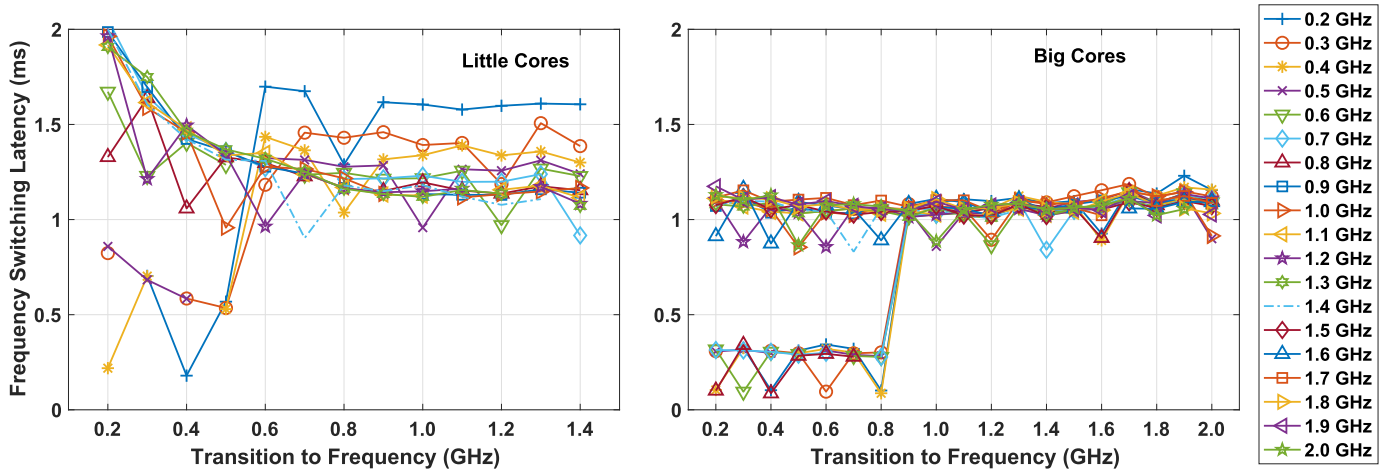 Frequency Switching Latency (ms)
2
1.5
1
0.5
0
Little Cores
0.2 0.4 0.6 0.8 1.0 1.2 1.4
Transition to Frequency (GHz)
2
1.5
1
0.5
0
Big Cores
0.2 0.4 0.6 0.8 1.0 1.2 1.4 1.6 1.8 2.0
Transition to Frequency (GHz)
0.2 GHz
0.3 GHz
0.4 GHz
0.5 GHz
0.6 GHz
0.7 GHz
0.8 GHz
0.9 GHz
1.0 GHz
1.1 GHz
1.2 GHz
1.3 GHz
1.4 GHz
1.5 GHz
1.6 GHz
1.7 GHz
1.8 GHz
1.9 GHz
2.0 GHz